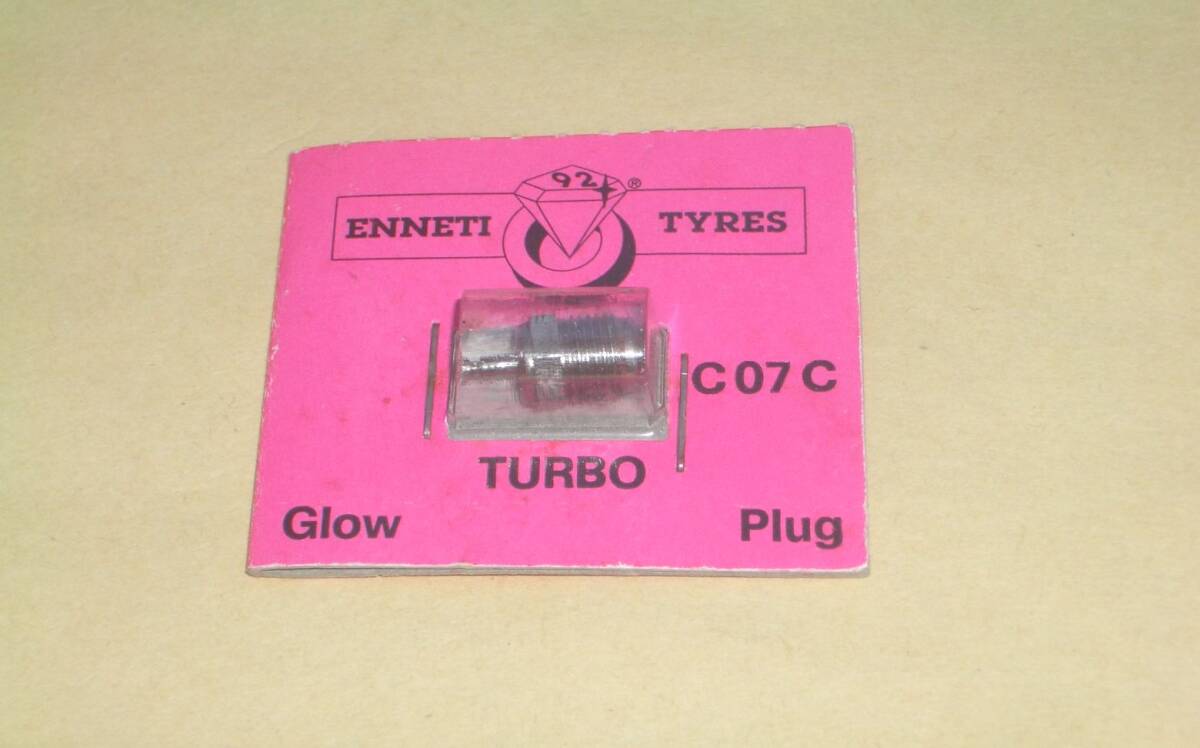 92
ENNETI ® TYRES
C 07 C
TURBO
Glow Plug